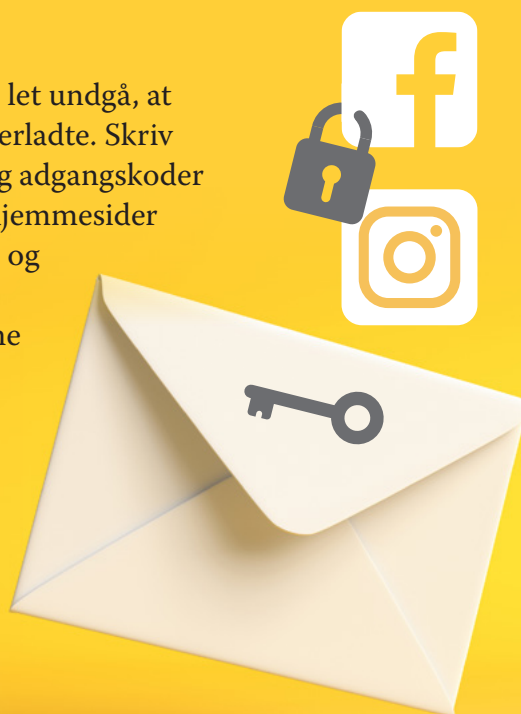 let undgå, at
erladte. Skriv
g adgangskoder
jemmesider
og
ne